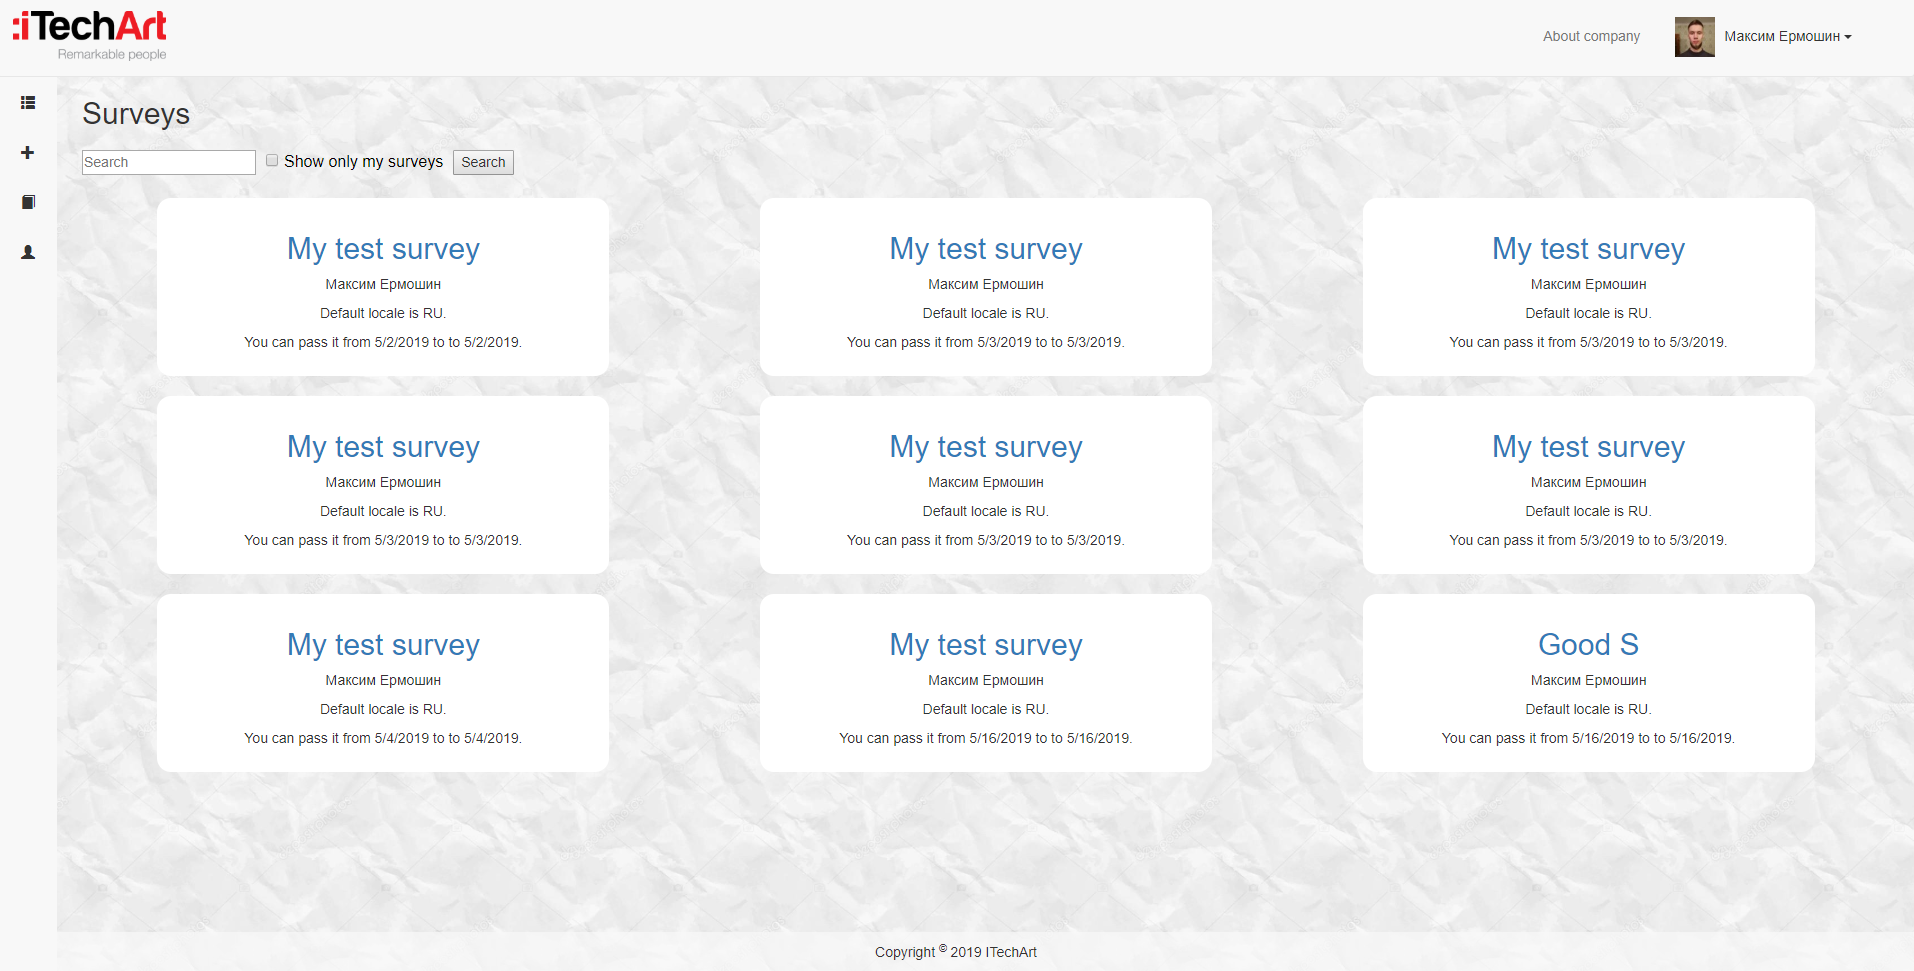 :iTechArt
Remarkable people
About company
Максим Ермошин
Surveys
Search
Show only my surveys
Search
My test survey
Максим Ермошин
Default locale is RU.
You can pass it from 5/2/2019 to to 5/2/2019.
My test survey
Максим Ермошин
Default locale is RU.
You can pass it from 5/3/2019 to to 5/3/2019.
My test survey
Максим Ермошин
Default locale is RU.
You can pass it from 5/3/2019 to to 5/3/2019.
My test survey
Максим Ермошин
Default locale is RU.
You can pass it from 5/3/2019 to to 5/3/2019.
My test survey
Максим Ермошин
Default locale is RU.
You can pass it from 5/3/2019 to to 5/3/2019.
My test survey
Максим Ермошин
Default locale is RU.
You can pass it from 5/3/2019 to to 5/3/2019.
My test survey
Максим Ермошин
Default locale is RU.
You can pass it from 5/4/2019 to to 5/4/2019.
My test survey
Максим Ермошин
Default locale is RU.
You can pass it from 5/16/2019 to to 5/16/2019.
Good S
Максим Ермошин
Default locale is RU.
You can pass it from 5/16/2019 to to 5/16/2019.
Copyright © 2019 ITechArt